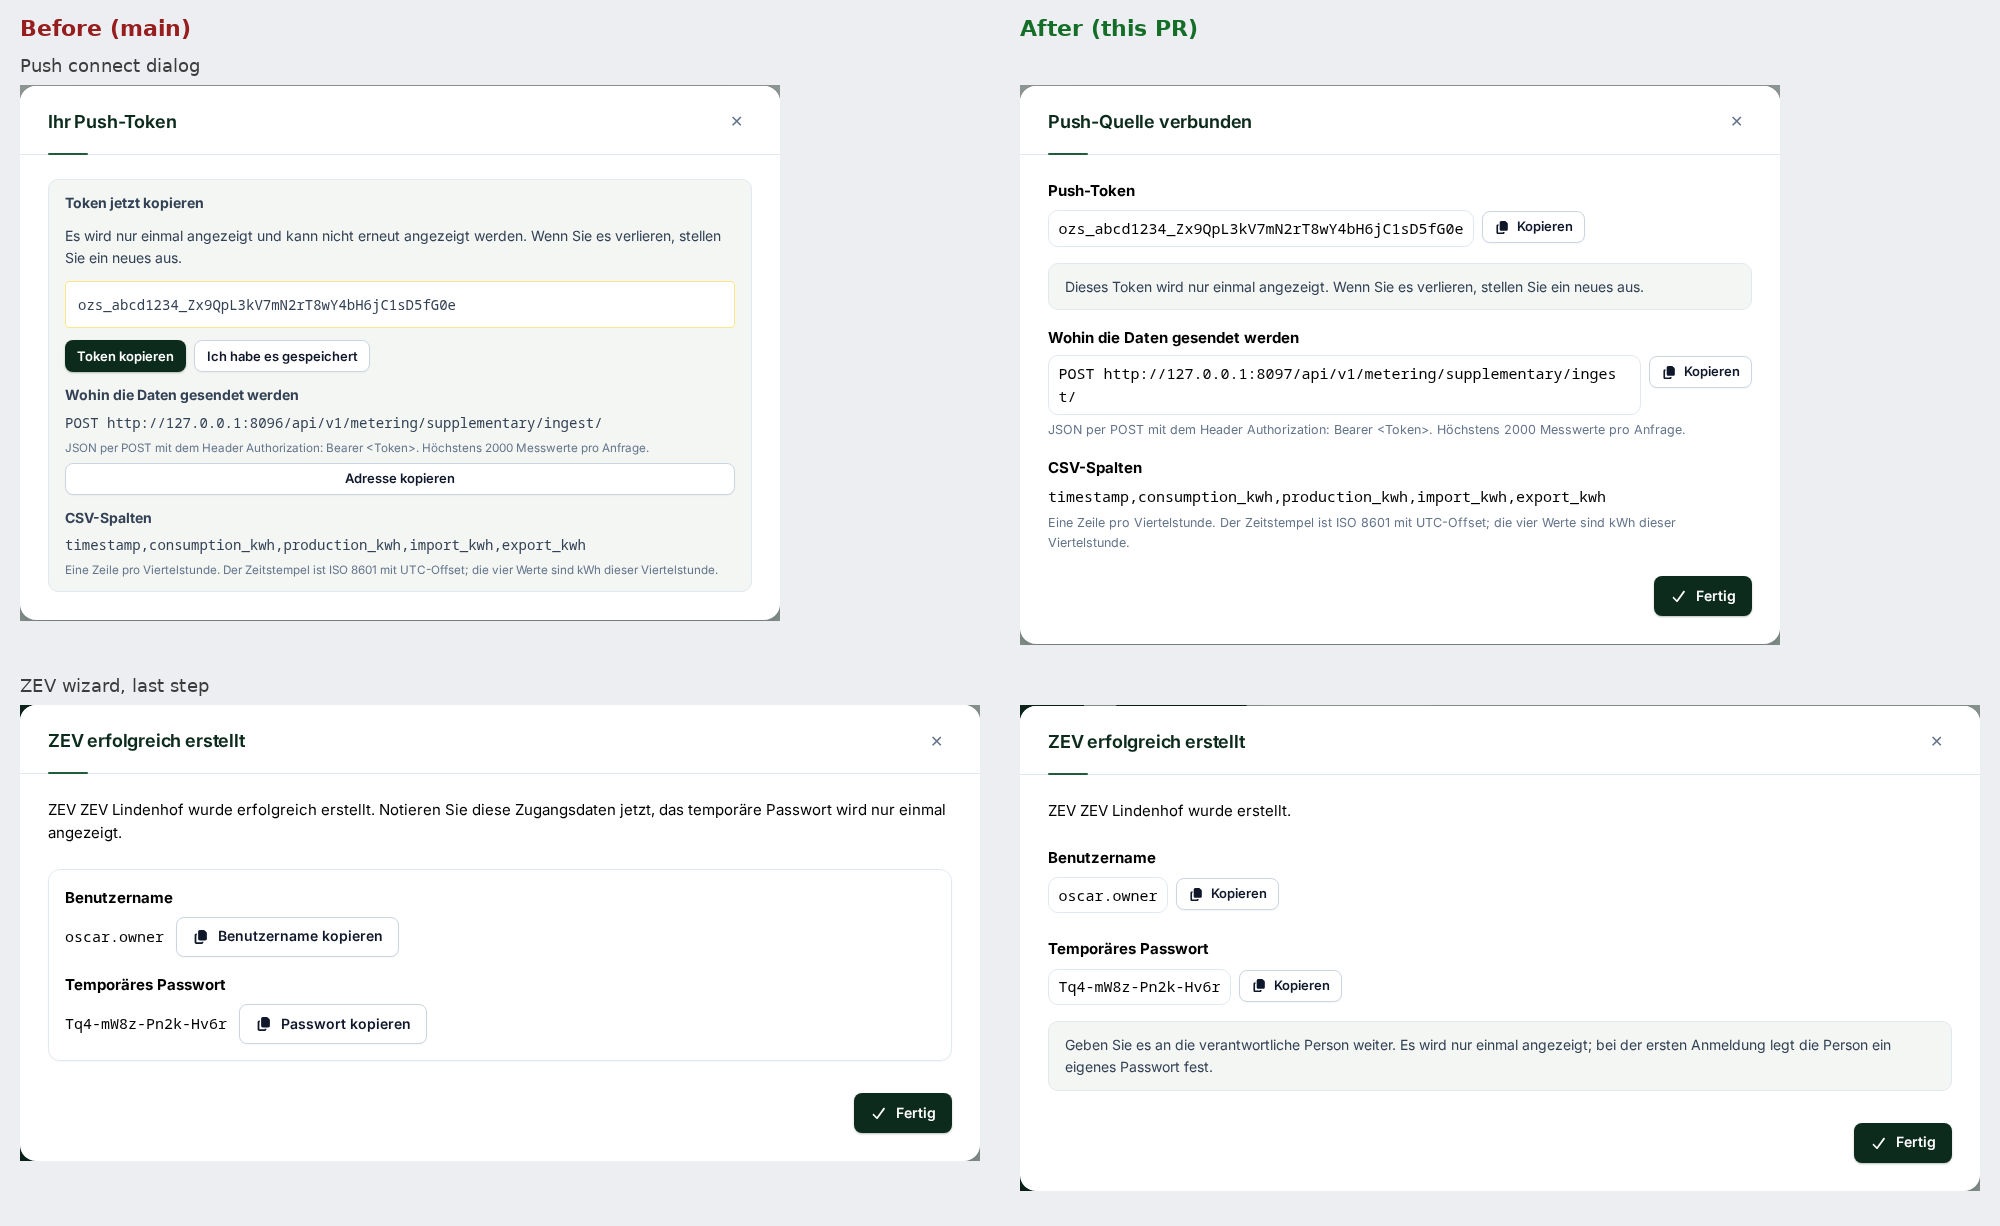 Before (main)
After (this PR)
Push connect dialog
Ihr Push-Token
Token jetzt kopieren
Es wird nur einmal angezeigt und kann nicht erneut angezeigt werden. Wenn Sie es verlieren, stellen
Sie ein neues aus.
ozs_abcd1234_Zx9QpL3kV7mN2rT8wY4bH6jC1sD5fG0e
Token kopieren
Ich habe es gespeichert
Wohin die Daten gesendet werden
POST http://127.0.0.1:8096/api/v1/metering/supplementary/ingest/
JSON per POST mit dem Header Authorization: Bearer <Token>. Höchstens 2000 Messwerte pro Anfrage.
Adresse kopieren
CSV-Spalten
timestamp,consumption_kwh,production_kwh,import_kwh,export_kwh
Eine Zeile pro Viertelstunde. Der Zeitstempel ist ISO 8601 mit UTC-Offset; die vier Werte sind kWh dieser Viertelstunde.
Push-Quelle verbunden
Push-Token
ozs_abcd1234_Zx9QpL3kV7mN2rT8wY4bH6jC1sD5fG0e
Kopieren
Dieses Token wird nur einmal angezeigt. Wenn Sie es verlieren, stellen Sie ein neues aus.
Wohin die Daten gesendet werden
POST http://127.0.0.1:8097/api/v1/metering/supplementary/inges
t/
Kopieren
JSON per POST mit dem Header Authorization: Bearer <Token>. Höchstens 2000 Messwerte pro Anfrage.
CSV-Spalten
timestamp,consumption_kwh,production_kwh,import_kwh,export_kwh
Eine Zeile pro Viertelstunde. Der Zeitstempel ist ISO 8601 mit UTC-Offset; die vier Werte sind kWh dieser
Viertelstunde.
Fertig
ZEV wizard, last step
ZEV erfolgreich erstellt
ZEV ZEV Lindenhof wurde erfolgreich erstellt. Notieren Sie diese Zugangsdaten jetzt, das temporäre Passwort wird nur einmal
angezeigt.
Benutzername
oscar.owner
Benutzername kopieren
Temporäres Passwort
Tq4-mW8z-Pn2k-Hv6r
Passwort kopieren
Fertig
ZEV erfolgreich erstellt
ZEV ZEV Lindenhof wurde erstellt.
Benutzername
oscar.owner
Kopieren
Temporäres Passwort
Tq4-mW8z-Pn2k-Hv6r
Kopieren
Geben Sie es an die verantwortliche Person weiter. Es wird nur einmal angezeigt; bei der ersten Anmeldung legt die Person ein
eigenes Passwort fest.
Fertig